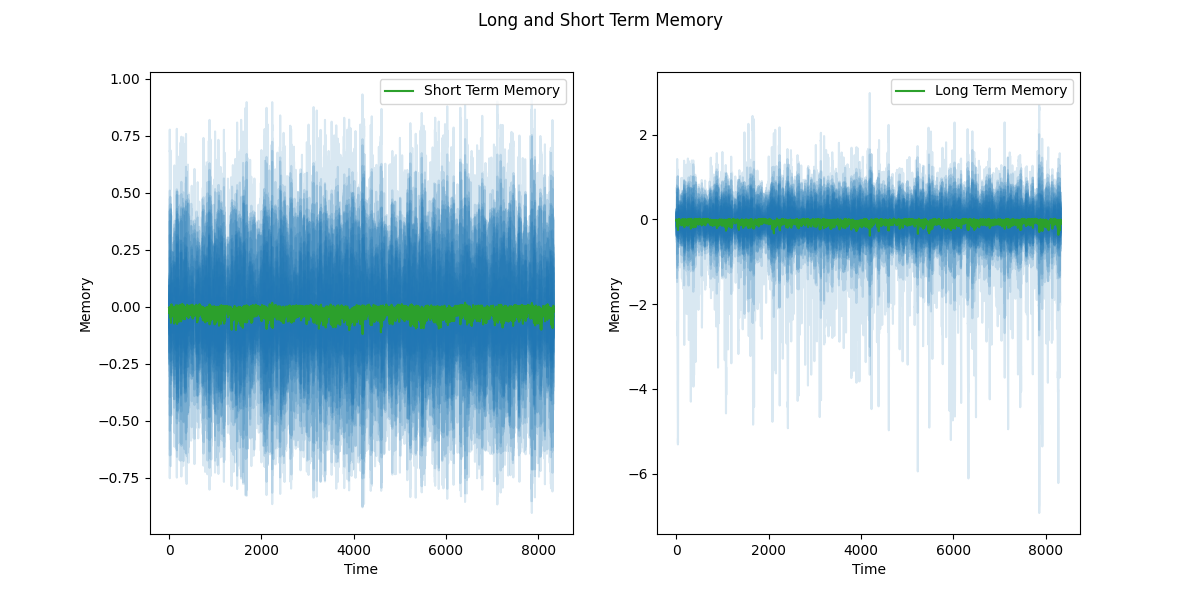 Long and Short Term Memory
Short Term Memory
1.00
0.75
0.50
0.25
0.00
−0.25
−0.50
−0.75
Memory
0 2000 4000 6000 8000
Time
Long Term Memory
2
0
−2
−4
−6
Memory
0 2000 4000 6000 8000
Time